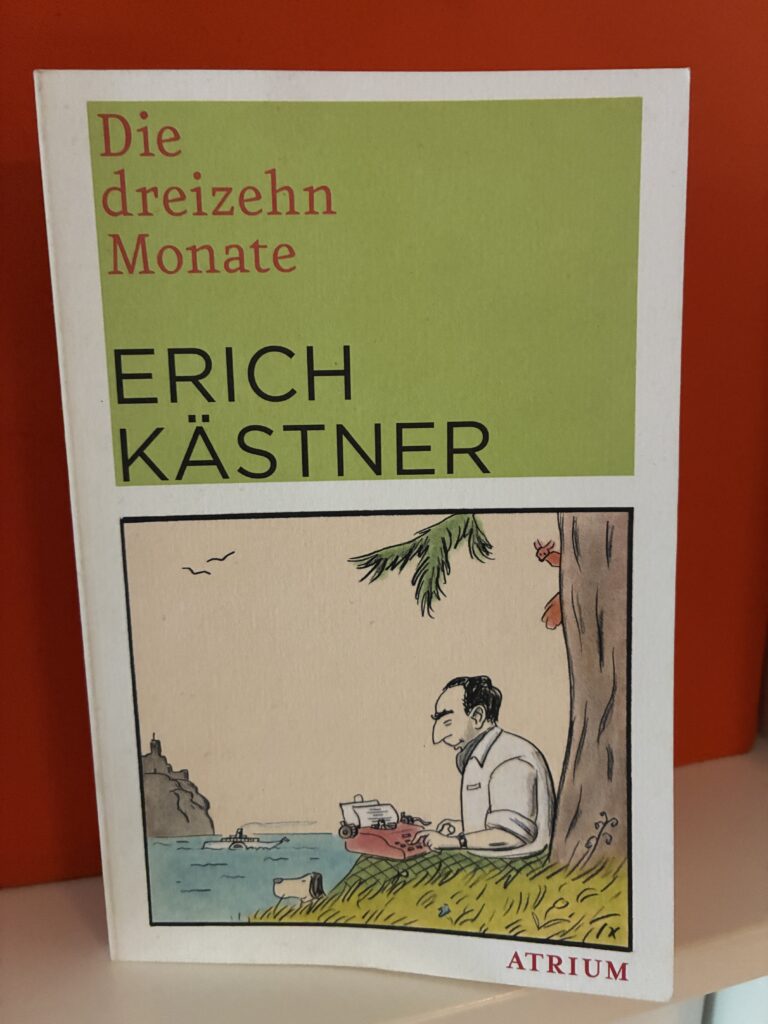 Die
dreizehn
Monate
ERICH
KÄSTNER
ATRIUM